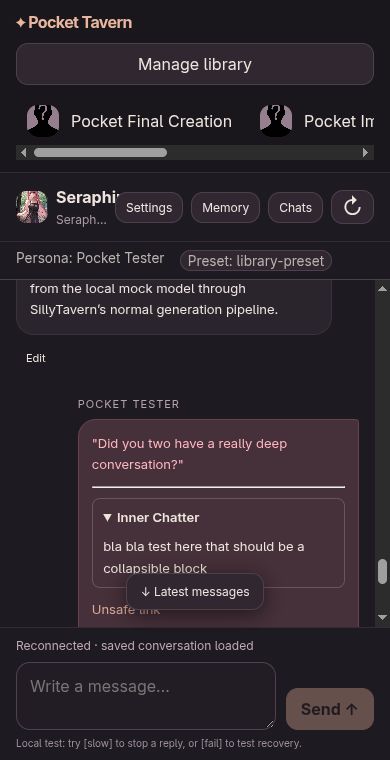 ✦Pocket Tavern
Manage library
Pocket Final Creation
Pocket Im
Seraphin
Seraph...
Settings
Memory
Chats
Persona: Pocket Tester
Preset: library-preset
from the local mock model through
SillyTavern’s normal generation pipeline.
Edit
POCKET TESTER
"Did you two have a really deep
conversation?"
▼ Inner Chatter
bla bla test here that should be a
collapsible block
↓ Latest messages
Unsafe link
Reconnected · saved conversation loaded
Write a message...
Send ↑
Local test: try [slow] to stop a reply, or [fail] to test recovery.